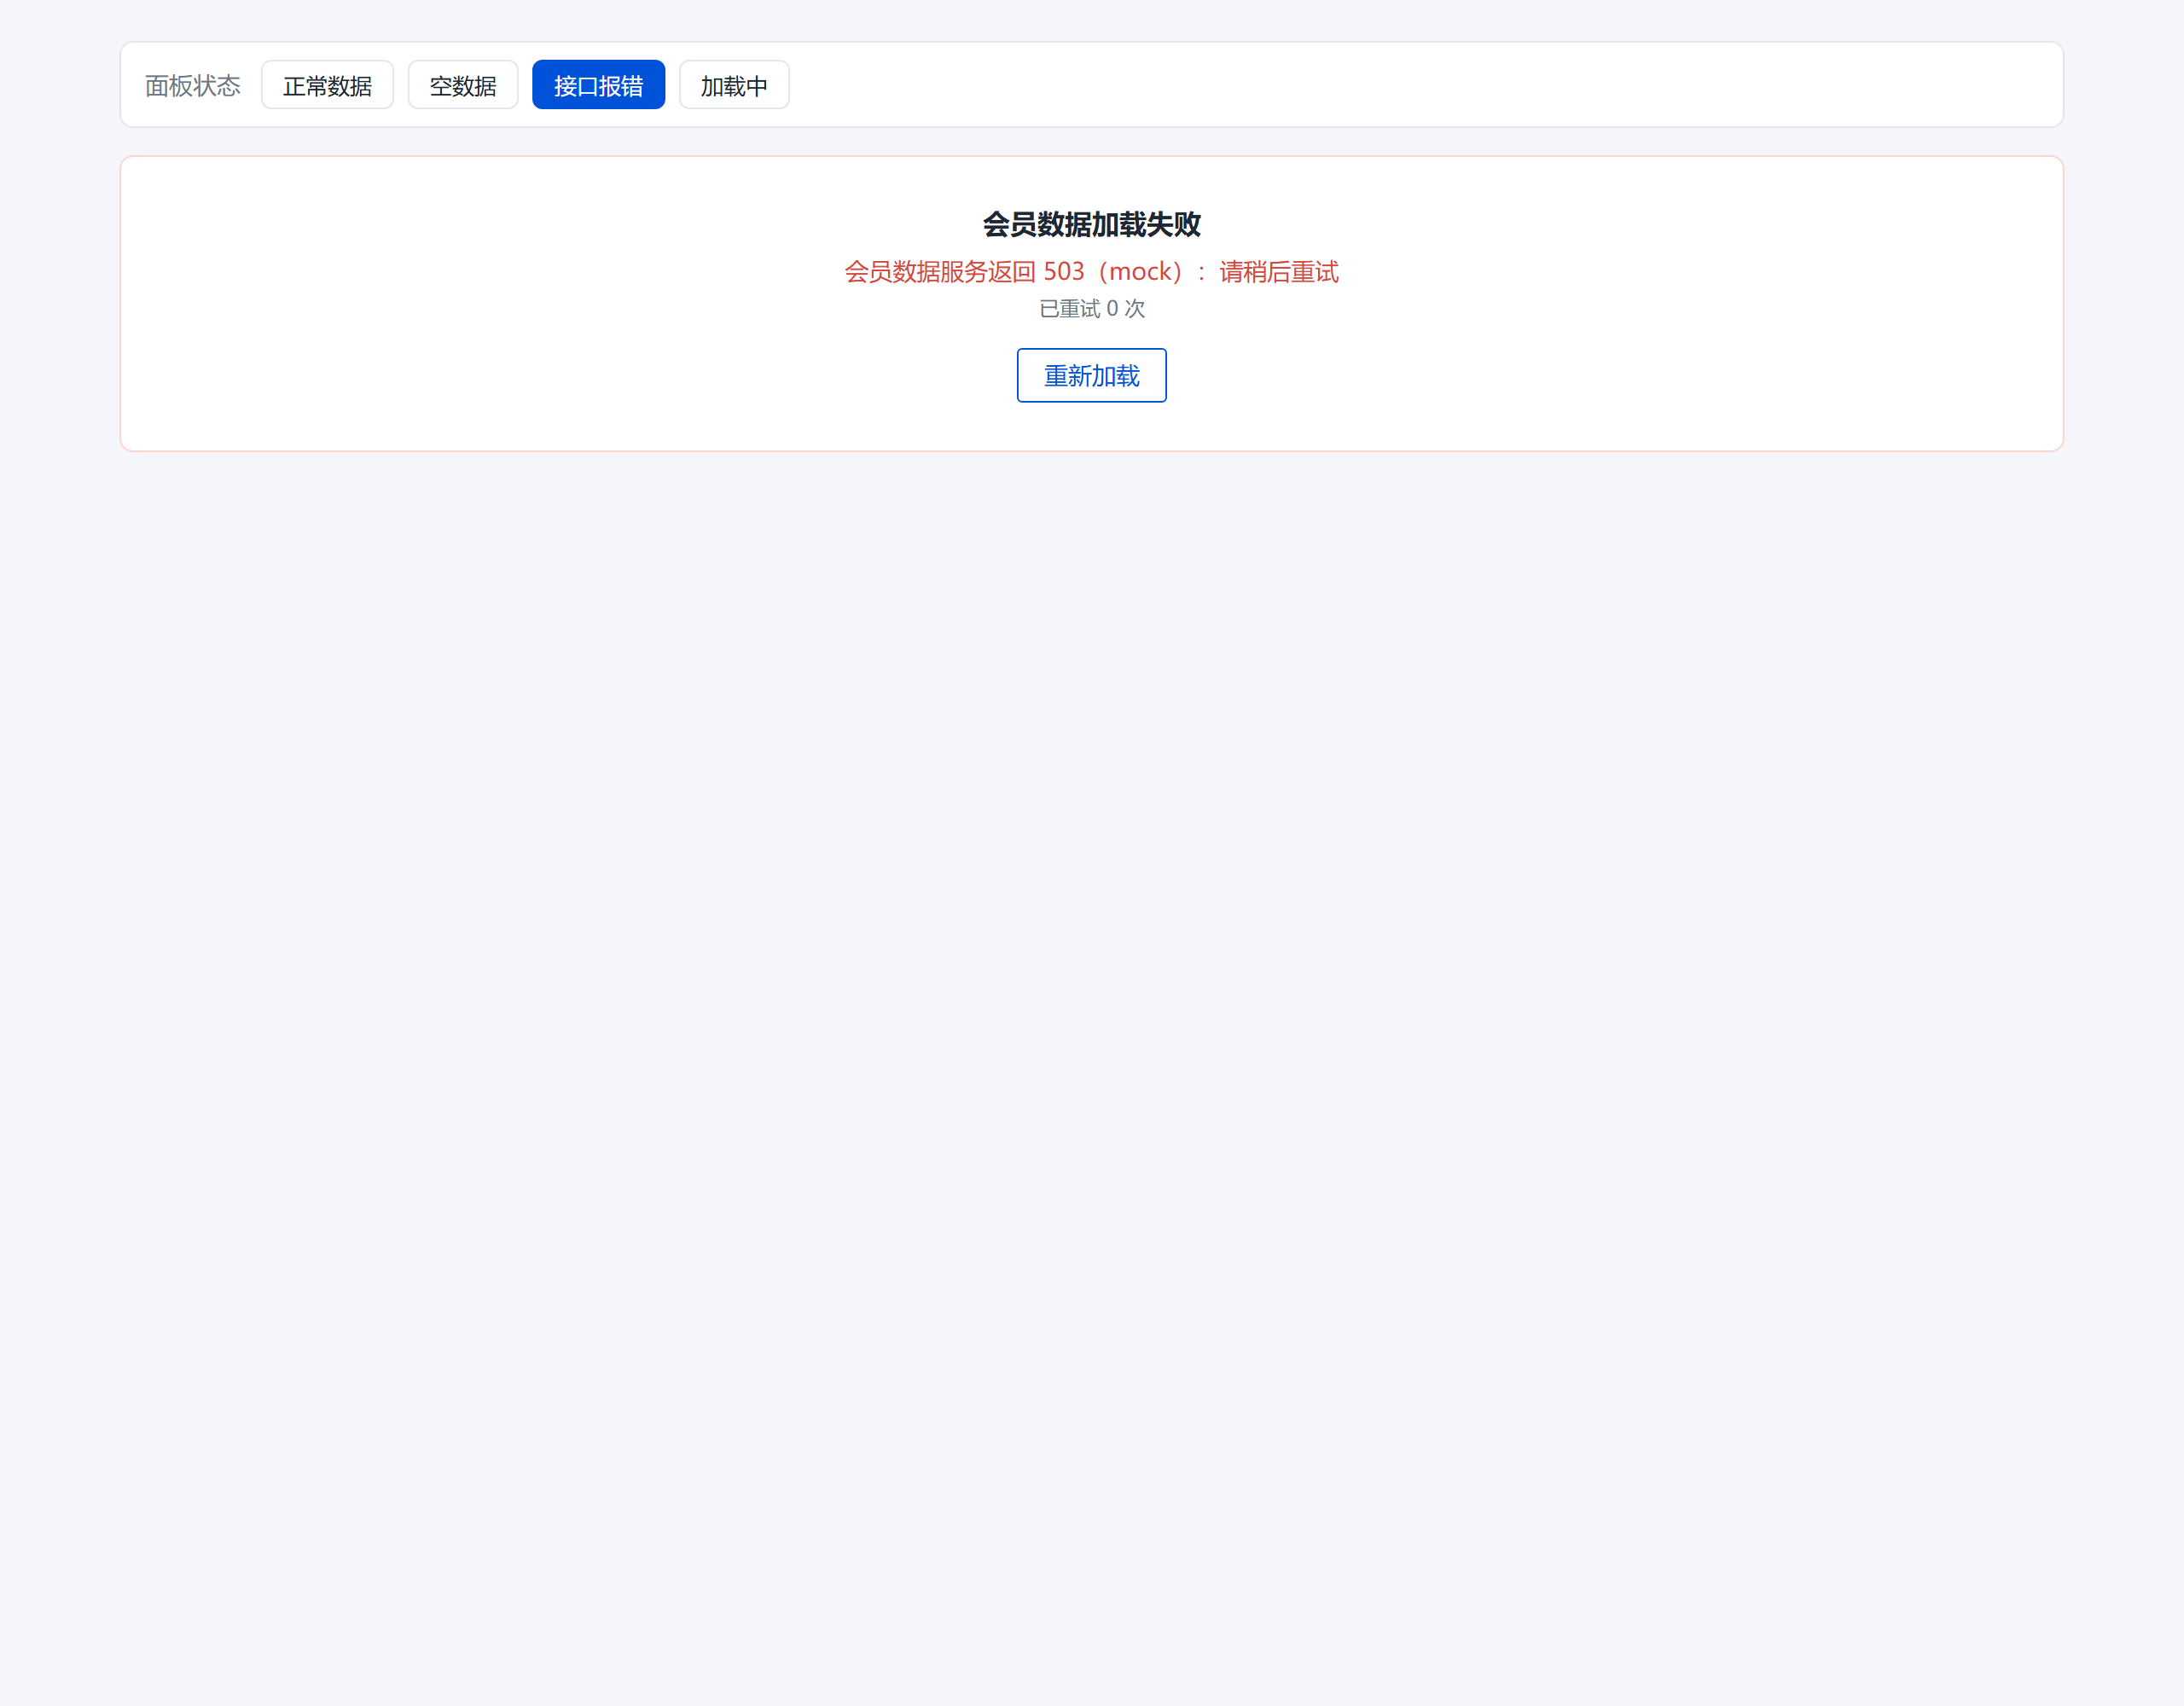 面板状态 正常数据 空数据 接口报错 加载中
会员数据加载失败
会员数据服务返回 503（mock）：请稍后重试
已重试 0 次
重新加载